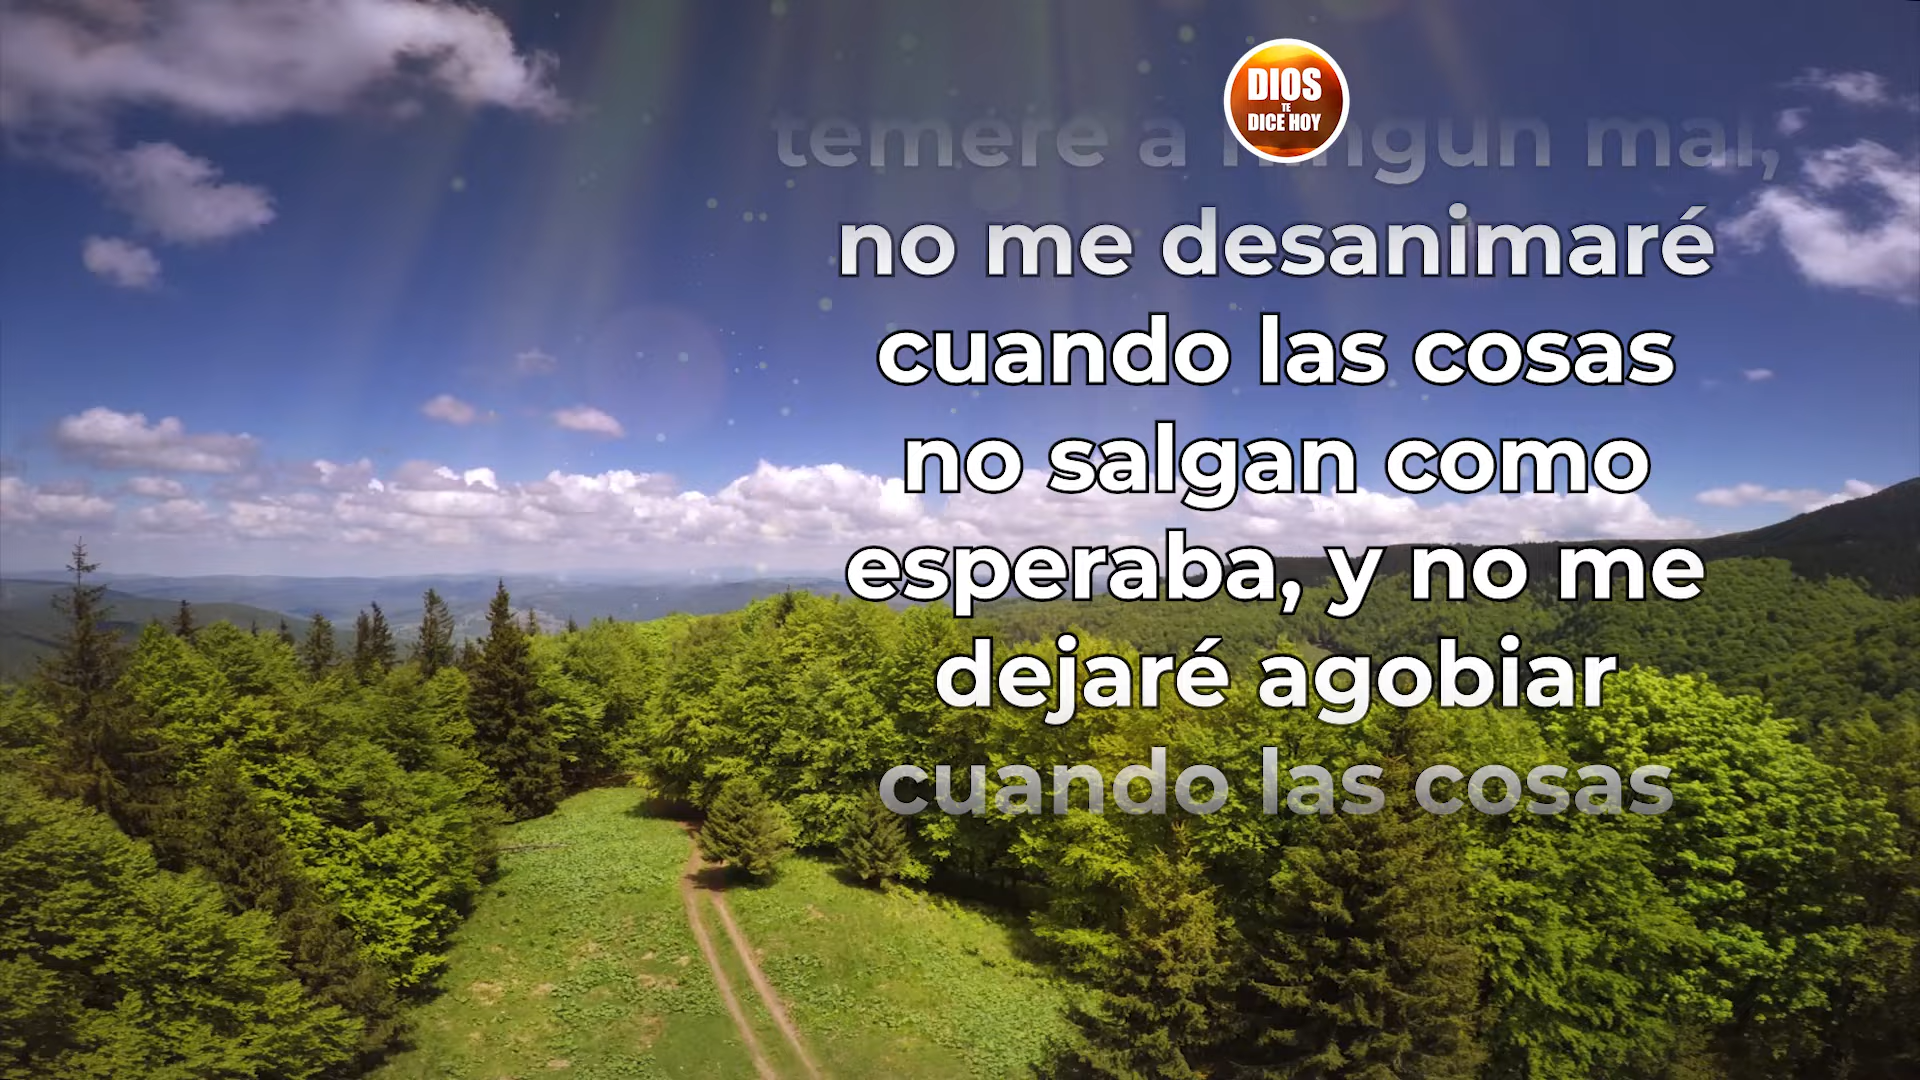 DIOS
TE
DICE HOY
temeré a ningún mal,
no me desanimaré
cuando las cosas
no salgan como
esperaba, y no me
dejaré agobiar
cuando las cosas